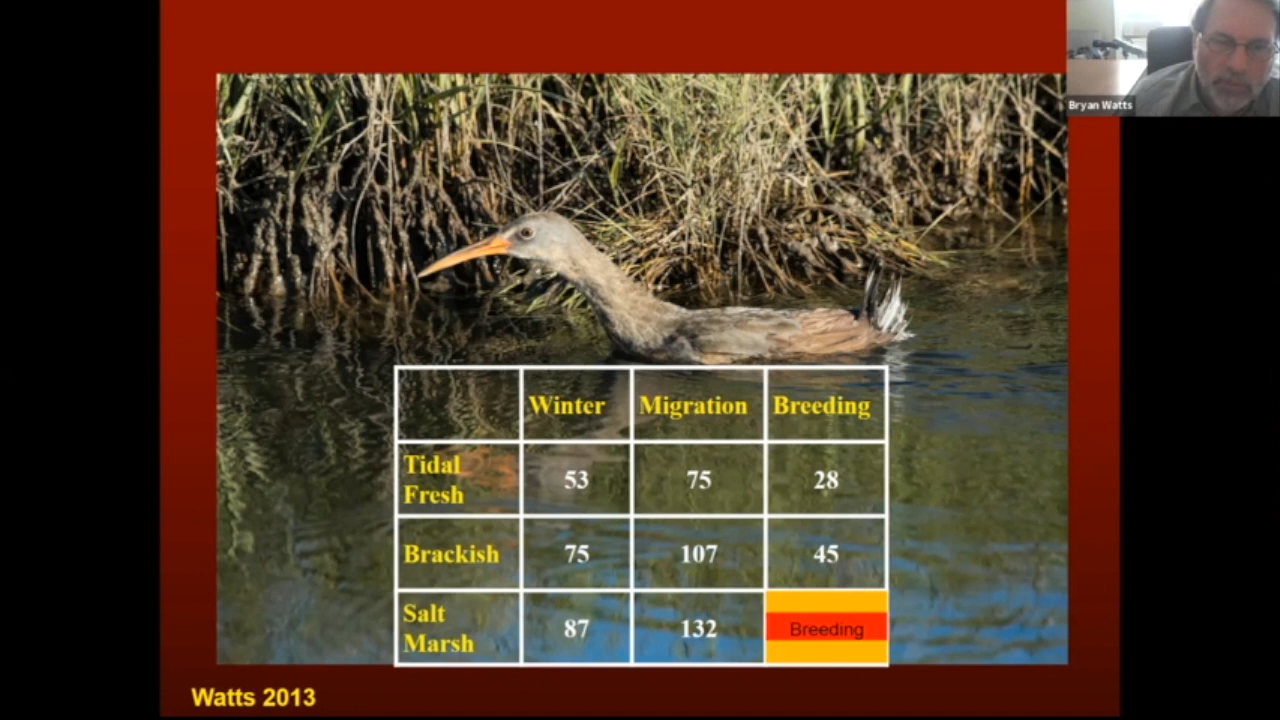 Bryan Watts
Winter Migration Breeding
Tidal
Fresh 53 75 28
Brackish 75 107 45
Salt
Marsh 87 132 Breeding
Watts 2013